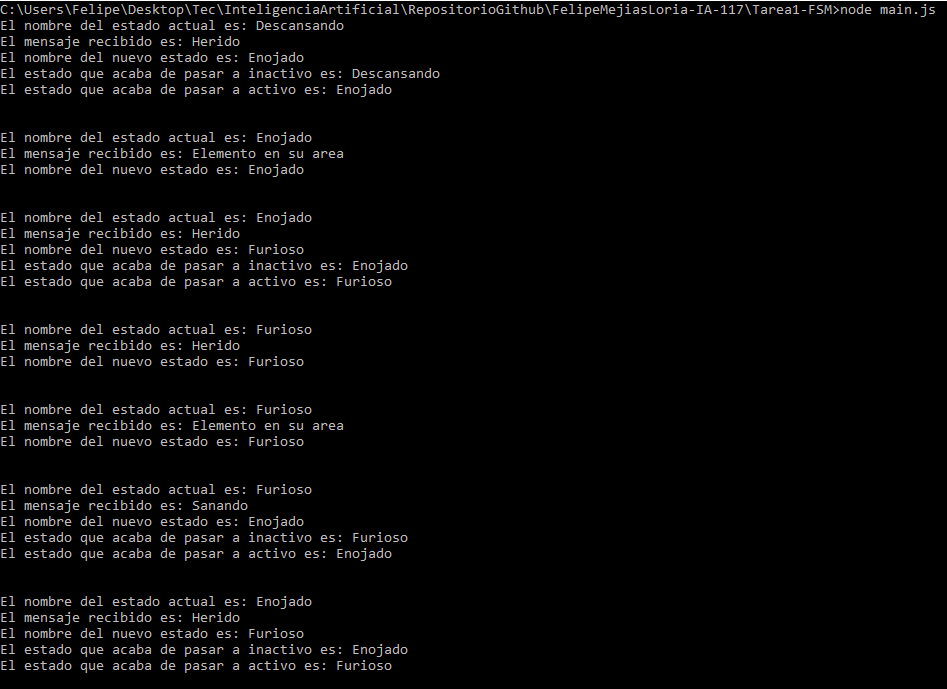 C:\Users\Felipe\Desktop\Tec\InteligenciaArtificial\RepositorioGithub\FelipeMejiasLoria-IA-117\Tarea1-FSM>node main.js
El nombre del estado actual es: Descansando
El mensaje recibido es: Herido
El nombre del nuevo estado es: Enojado
El estado que acaba de pasar a inactivo es: Descansando
El estado que acaba de pasar a activo es: Enojado
El nombre del estado actual es: Enojado
El mensaje recibido es: Elemento en su area
El nombre del nuevo estado es: Enojado
El nombre del estado actual es: Enojado
El mensaje recibido es: Herido
El nombre del nuevo estado es: Furioso
El estado que acaba de pasar a inactivo es: Enojado
El estado que acaba de pasar a activo es: Furioso
El nombre del estado actual es: Furioso
El mensaje recibido es: Herido
El nombre del nuevo estado es: Furioso
El nombre del estado actual es: Furioso
El mensaje recibido es: Elemento en su area
El nombre del nuevo estado es: Furioso
El nombre del estado actual es: Furioso
El mensaje recibido es: Sanando
El nombre del nuevo estado es: Enojado
El estado que acaba de pasar a inactivo es: Furioso
El estado que acaba de pasar a activo es: Enojado
El nombre del estado actual es: Enojado
El mensaje recibido es: Herido
El nombre del nuevo estado es: Furioso
El estado que acaba de pasar a inactivo es: Enojado
El estado que acaba de pasar a activo es: Furioso